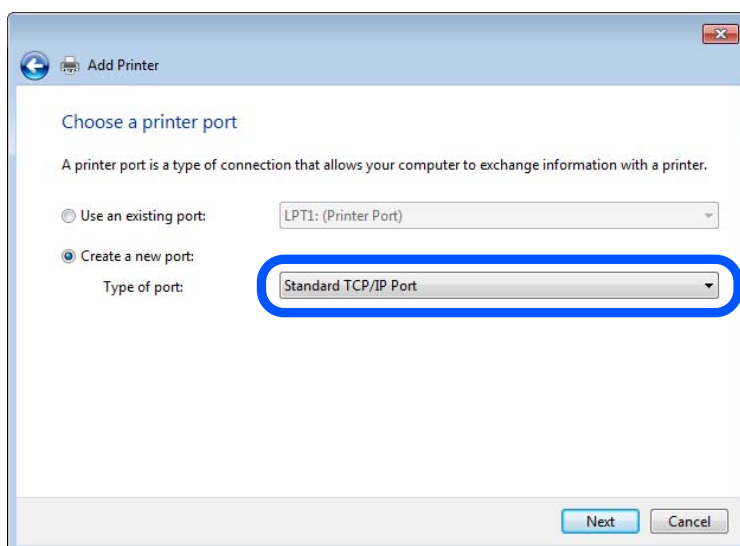 Add Printer
Choose a printer port
A printer port is a type of connection that allows your computer to exchange information with a printer.
Use an existing port: LPT1: (Printer Port)
Create a new port:
Type of port: Standard TCP/IP Port
Next Cancel